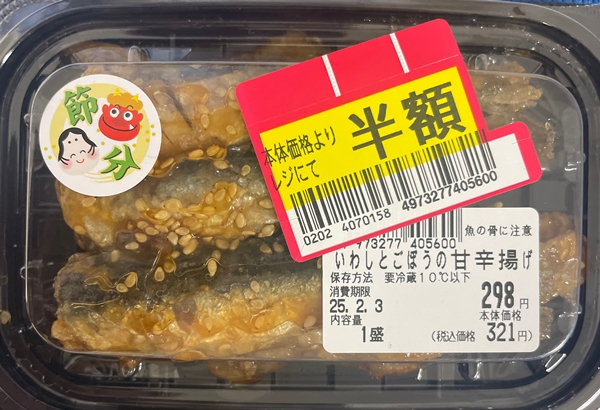 節
分
本体価格より
レジにて
半額
0202 4070158 4973277405600
973277 405600
魚の骨に注意
いわしとごぼうの甘辛揚げ
保存方法 要冷蔵10℃以下
消費期限
25.2.3
298円
本体価格
内容量
1盛
(税込価格 321円)